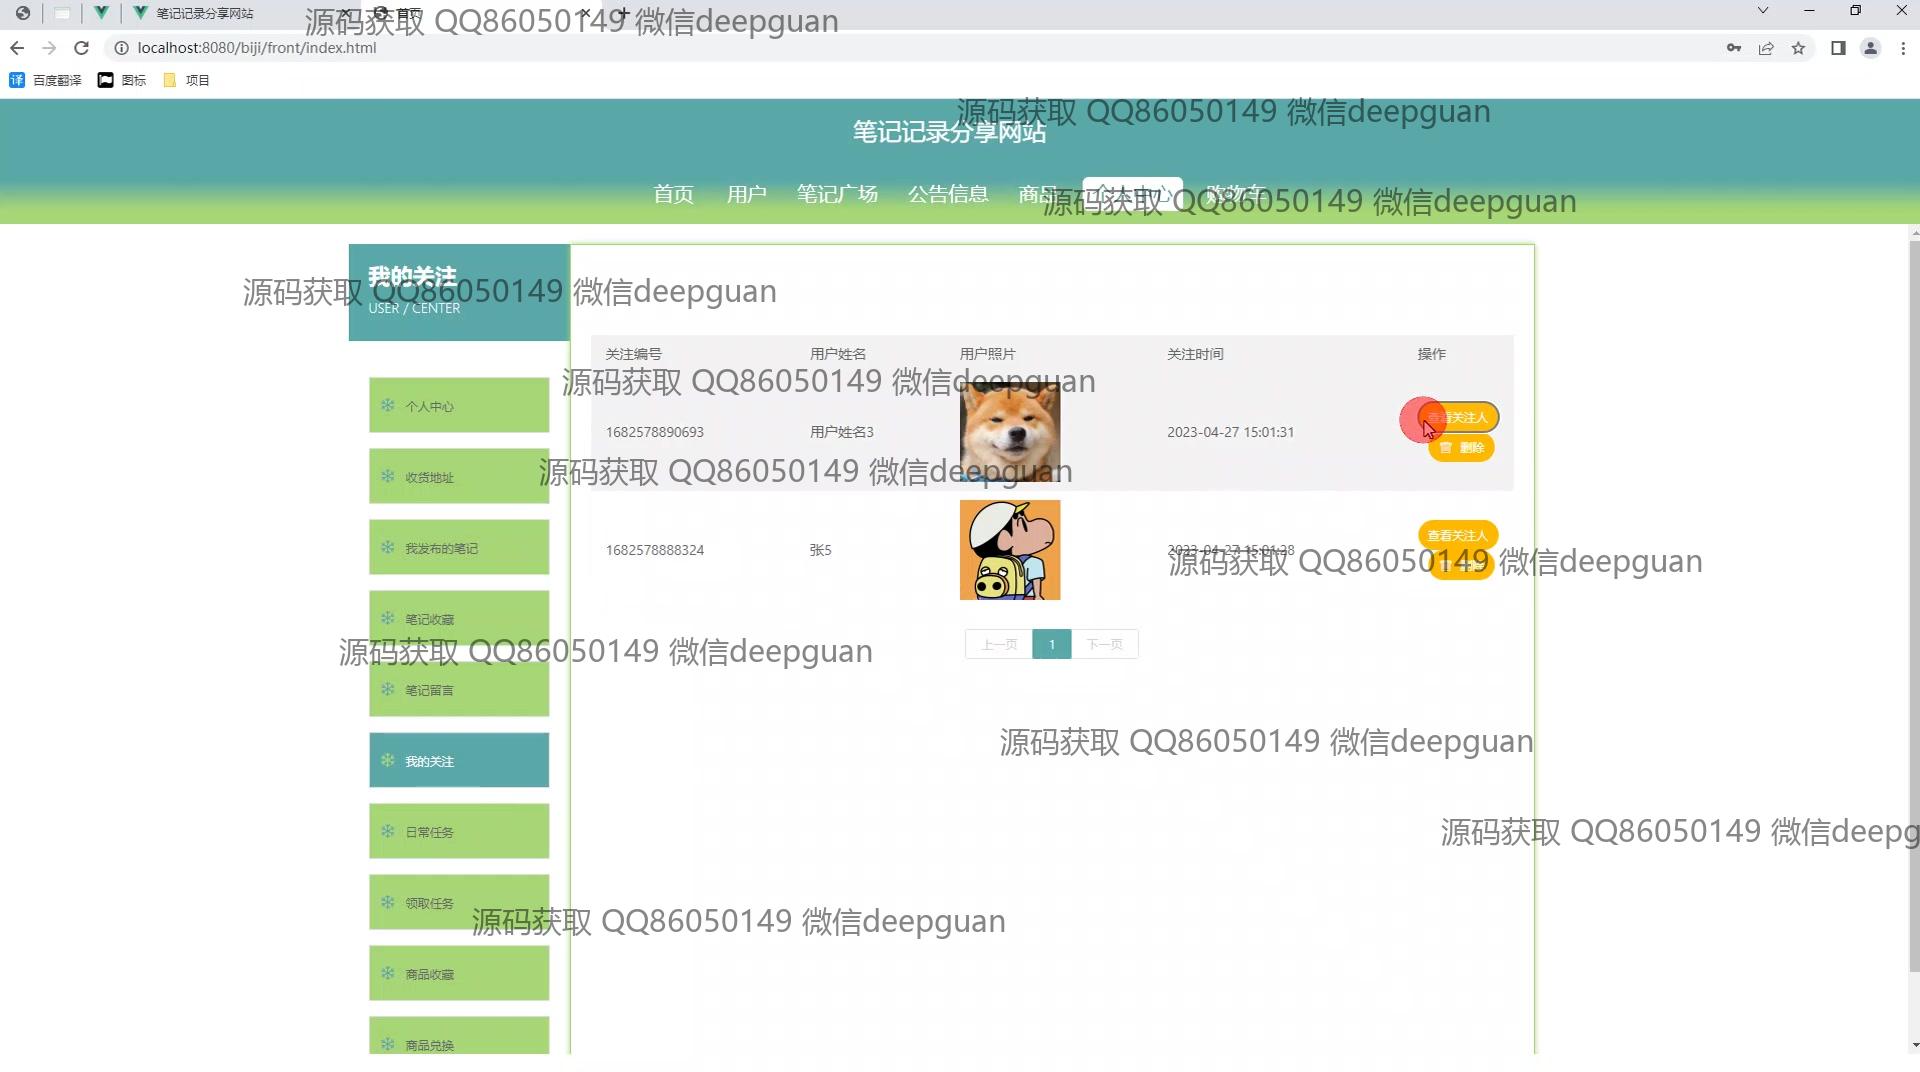 笔记记录分享网站
首页
源码获取 QQ86050149 微信deepguan
localhost:8080/biji/front/index.html
百度翻译 图标 项目
源码获取 QQ86050149 微信deepguan
笔记记录分享网站
首页 用户 笔记广场 公告信息 商品 个人中心 购物车
源码获取 QQ86050149 微信deepguan
我的关注
源码获取 QQ86050149 微信deepguan
USER / CENTER
关注编号 用户姓名 用户照片 关注时间 操作
源码获取 QQ86050149 微信deepguan
个人中心
查看关注人
1682578890693 用户姓名3 2023-04-27 15:01:31
删除
源码获取 QQ86050149 微信deepguan
收货地址
查看关注人
1682578888324 张5 2023-04-27 15:01:28
我发布的笔记
源码获取 QQ86050149 微信deepguan
删除
笔记收藏
上一页 1 下一页
源码获取 QQ86050149 微信deepguan
笔记留言
源码获取 QQ86050149 微信deepguan
我的关注
日常任务
源码获取 QQ86050149 微信deepg
领取任务
源码获取 QQ86050149 微信deepguan
商品收藏
商品兑换